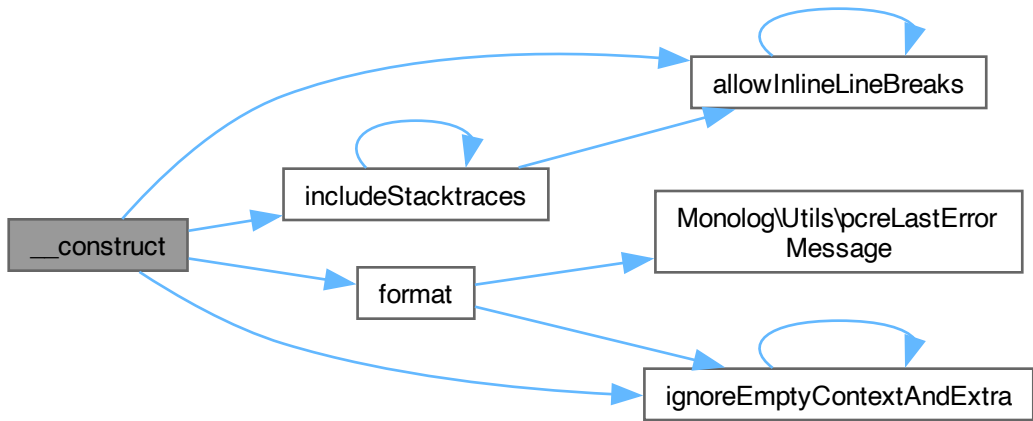 __construct
includeStacktraces
allowInlineLineBreaks
format
Monolog\Utils\pcreLastError
Message
ignoreEmptyContextAndExtra